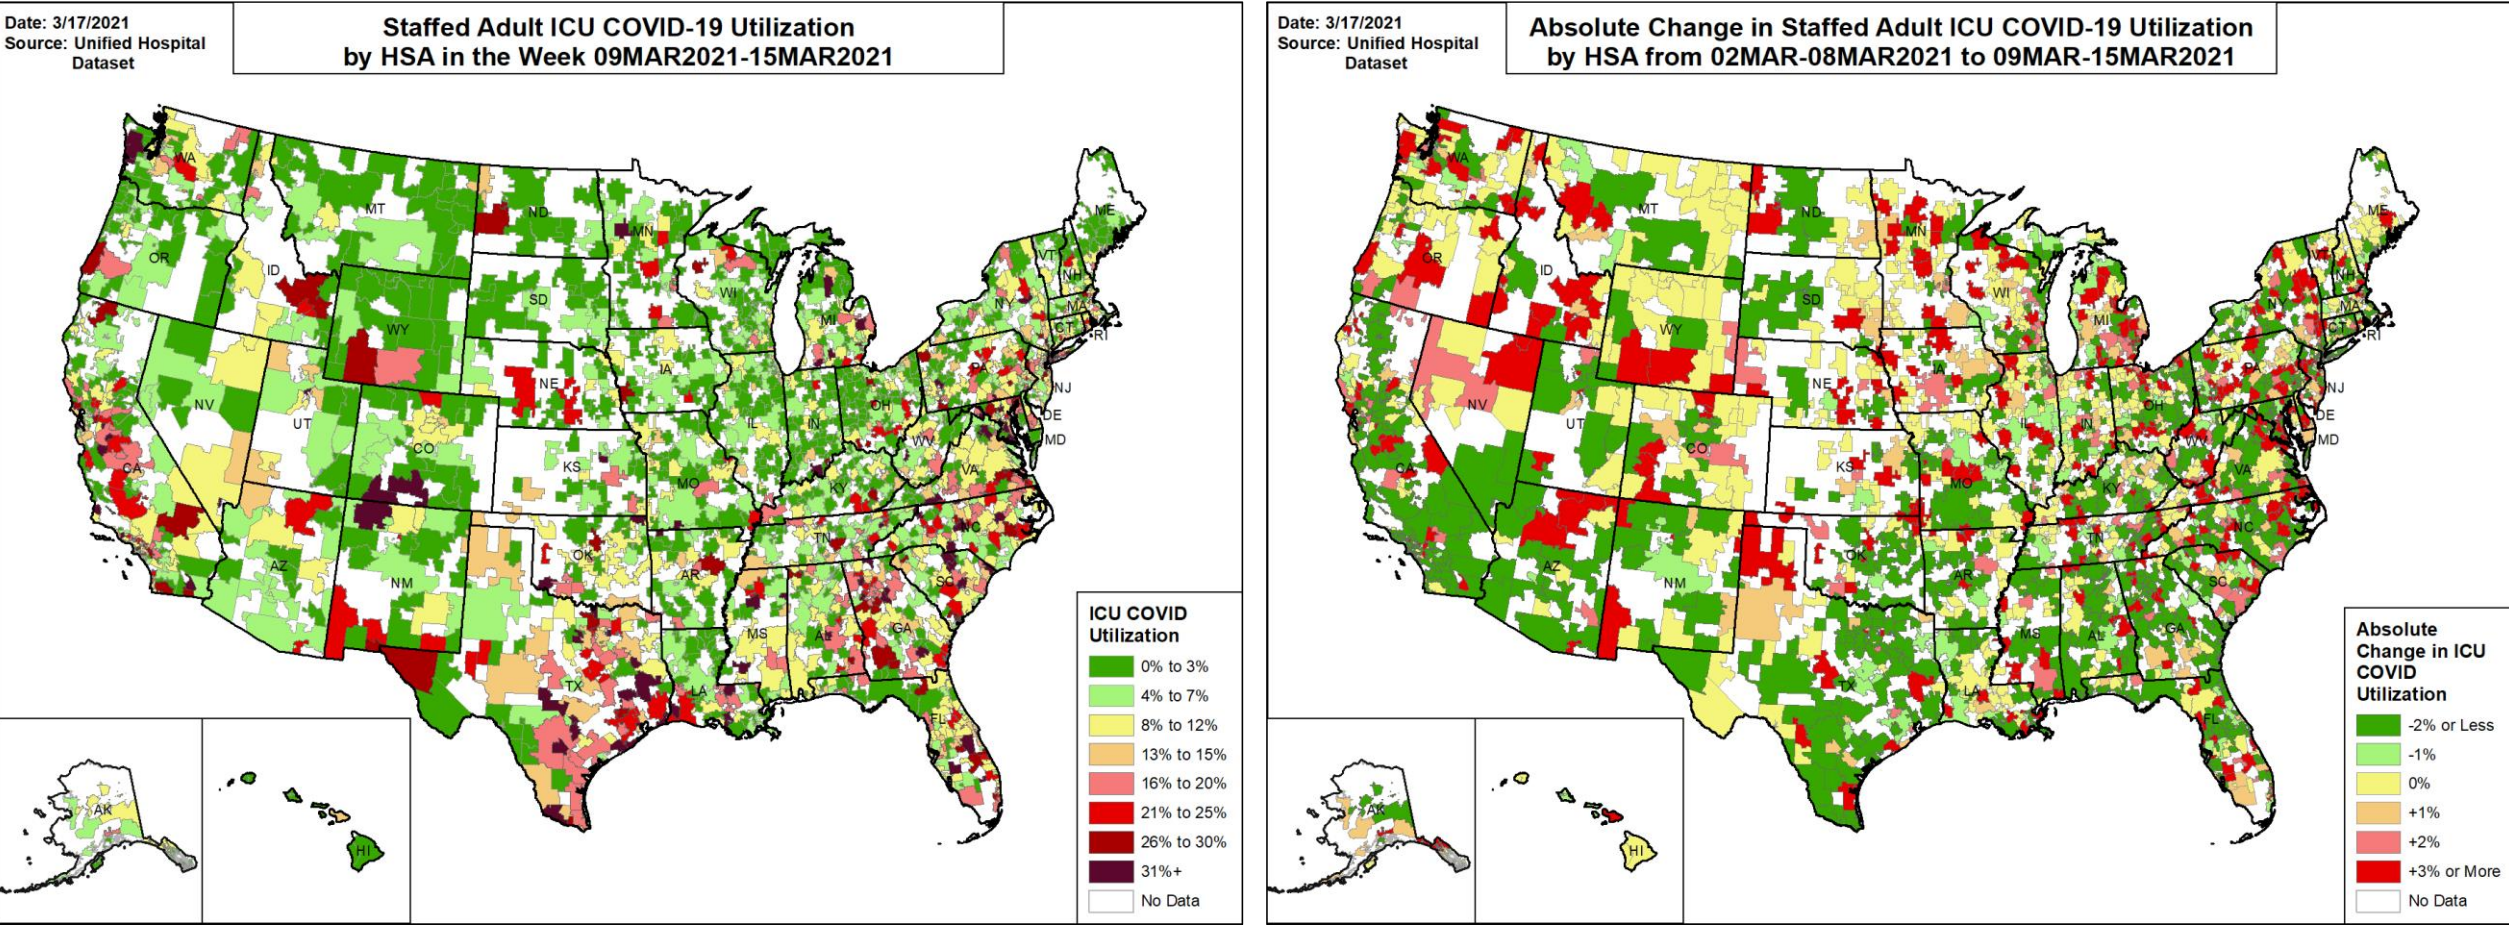 Date: 3/17/2021
Source: Unified Hospital
Dataset
Staffed Adult ICU COVID-19 Utilization
by HSA in the Week 09MAR2021-15MAR2021
WA
MT
ND
MN
ME
OR
ID
SD
WI
MI
VT
NH
NY
MA
CT
RI
WY
NE
IA
PA
NJ
NV
UT
CO
KS
MO
IL
IN
OH
WV
DE
MD
CA
KY
VA
AZ
NM
OK
AR
TN
NC
SC
MS
AL
GA
TX
LA
FL
AK
HI
ICU COVID
Utilization
0% to 3%
4% to 7%
8% to 12%
13% to 15%
16% to 20%
21% to 25%
26% to 30%
31%+
No Data
Date: 3/17/2021
Source: Unified Hospital
Dataset
Absolute Change in Staffed Adult ICU COVID-19 Utilization
by HSA from 02MAR-08MAR2021 to 09MAR-15MAR2021
WA
MT
ND
MN
ME
OR
ID
SD
WI
MI
VT
NH
NY
MA
CT
RI
WY
NE
IA
PA
NJ
NV
UT
CO
KS
MO
IL
IN
OH
WV
DE
MD
CA
KY
VA
AZ
NM
OK
AR
TN
NC
SC
MS
AL
GA
TX
LA
FL
AK
HI
Absolute
Change in ICU
COVID
Utilization
-2% or Less
-1%
0%
+1%
+2%
+3% or More
No Data